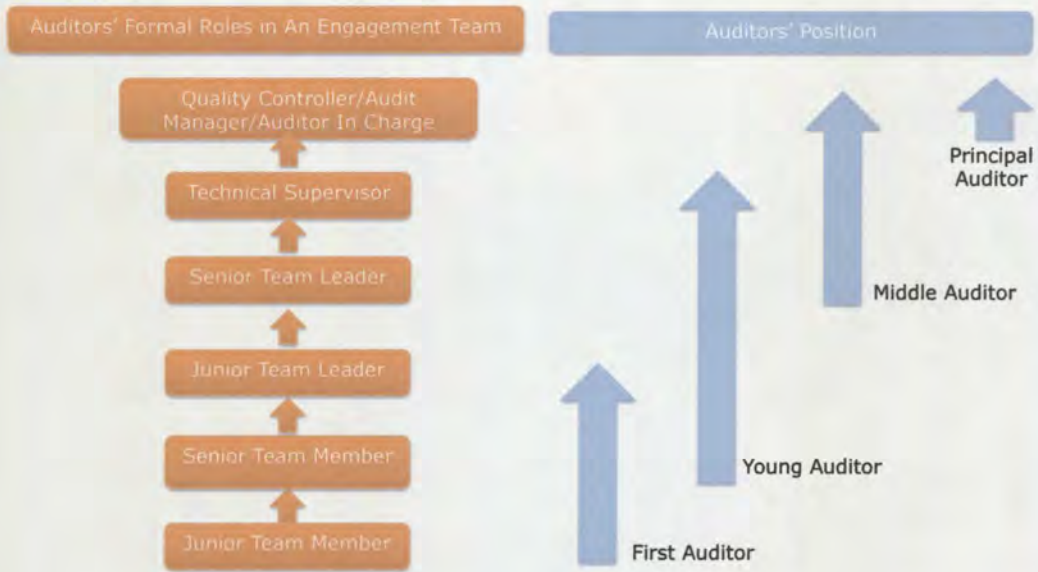 Auditors' Formal Roles in An Engagement Team
Auditors' Position
Quality Controller/Audit
Manager/Auditor In Charge
Technical Supervisor
Senior Team Leader
Junior Team Leader
Senior Team Member
Junior Team Member
Principal
Auditor
Middle Auditor
Young Auditor
First Auditor